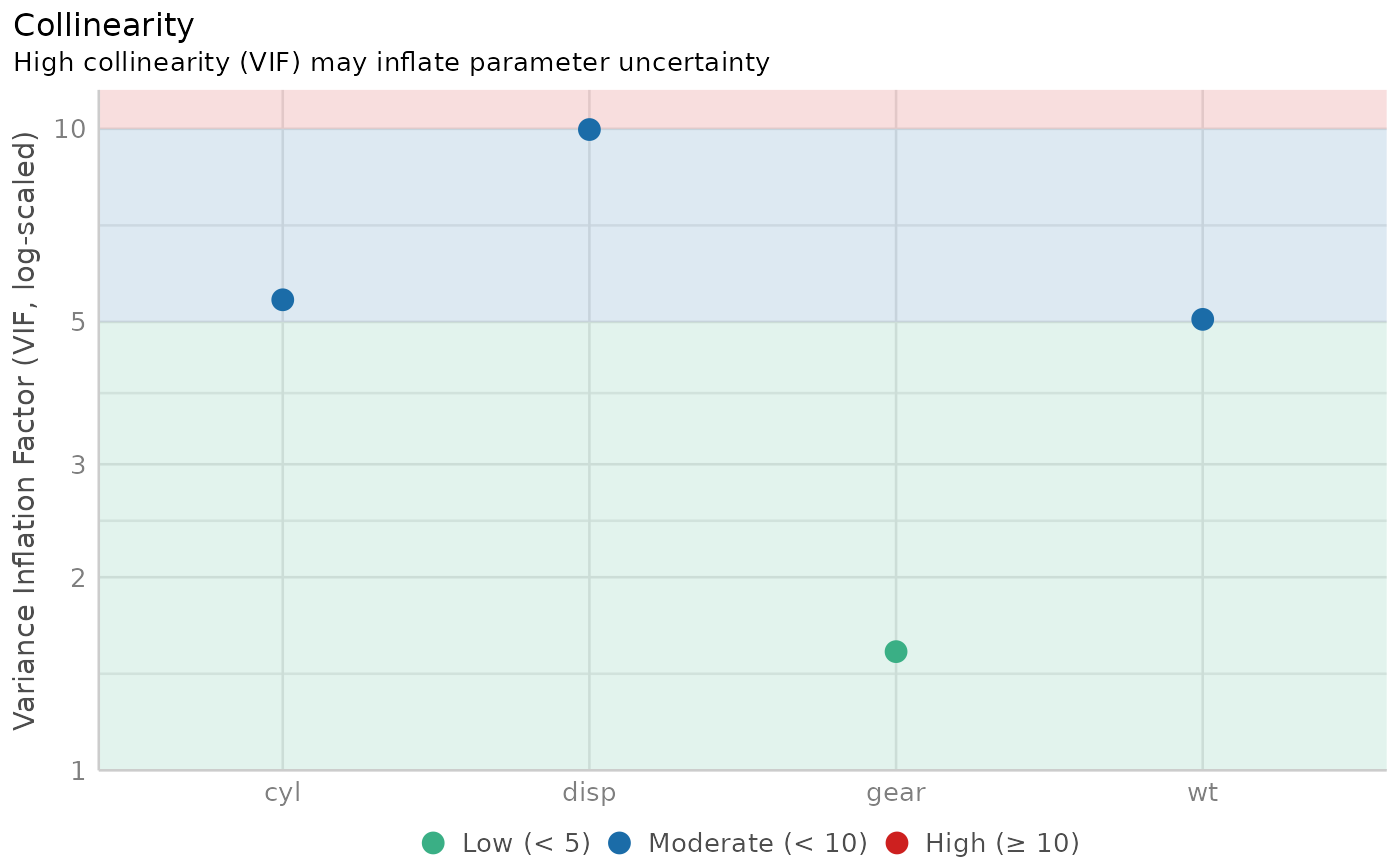 Collinearity
High collinearity (VIF) may inflate parameter uncertainty
Variance Inflation Factor (VIF, log-scaled)
10
5
3
2
1
cyl disp gear wt
Low (< 5) Moderate (< 10) High (≥ 10)